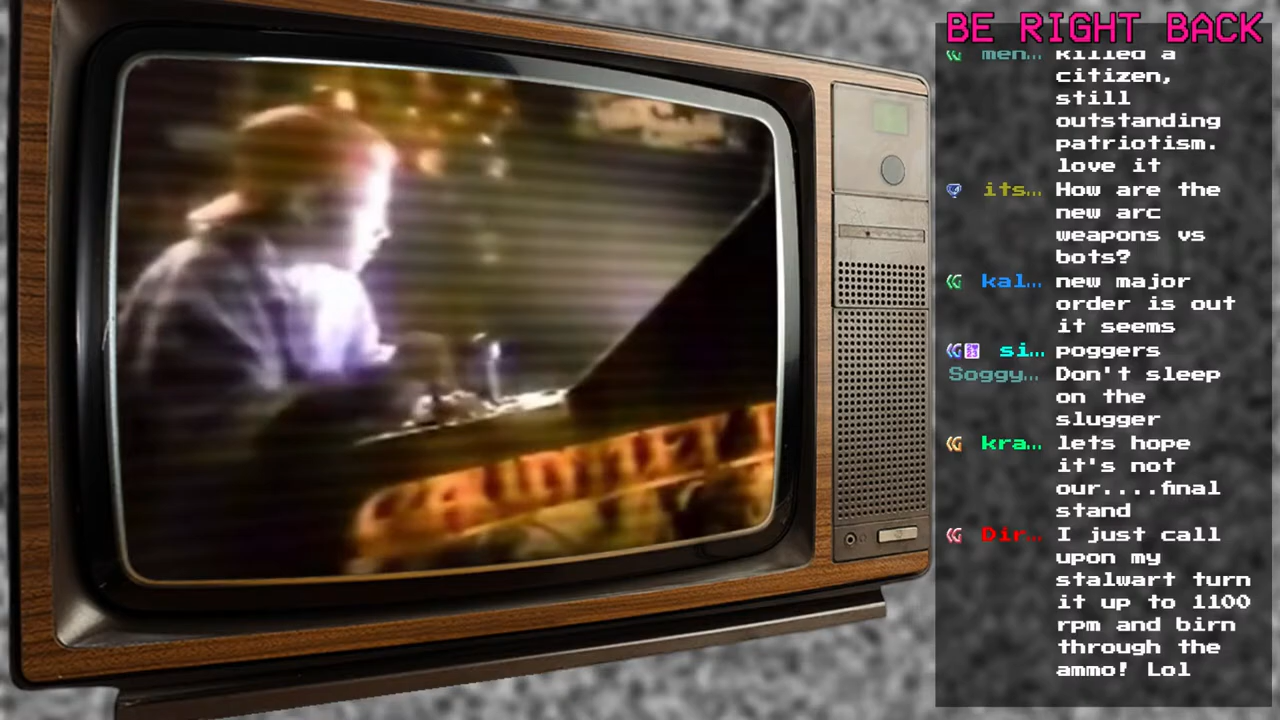 BE RIGHT BACK
men... killed a
citizen,
still
outstanding
patriotism.
love it
its... How are the
new arc
weapons vs
bots?
kal... new major
order is out
it seems
si... poggers
Soggy... Don't sleep
on the
slugger
kra... lets hope
it's not
our....final
stand
Dir... I just call
upon my
stalwart turn
it up to 1100
rpm and birn
through the
ammo! Lol